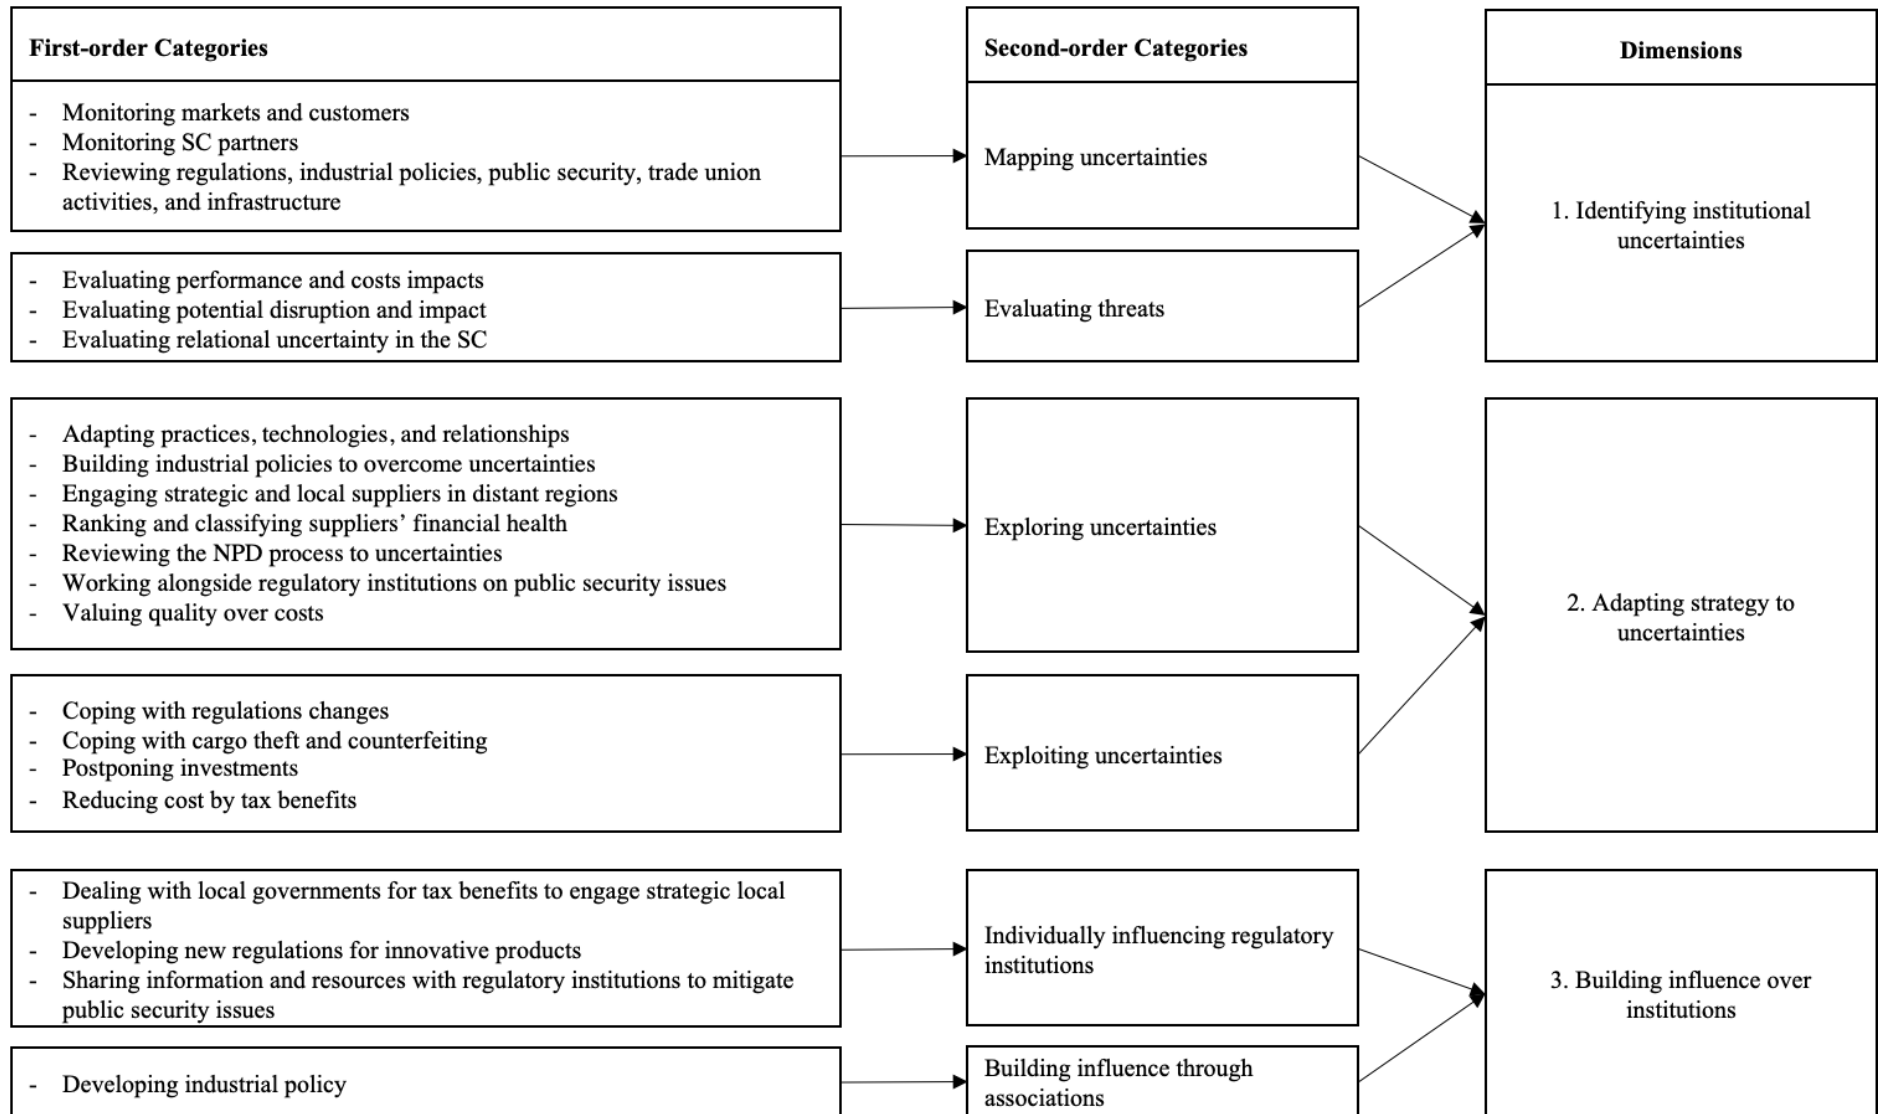 First-order Categories
- Monitoring markets and customers
- Monitoring SC partners
- Reviewing regulations, industrial policies, public security, trade union
activities, and infrastructure
- Evaluating performance and costs impacts
- Evaluating potential disruption and impact
- Evaluating relational uncertainty in the SC
- Adapting practices, technologies, and relationships
- Building industrial policies to overcome uncertainties
- Engaging strategic and local suppliers in distant regions
- Ranking and classifying suppliers’ financial health
- Reviewing the NPD process to uncertainties
- Working alongside regulatory institutions on public security issues
- Valuing quality over costs
- Coping with regulations changes
- Coping with cargo theft and counterfeiting
- Postponing investments
- Reducing cost by tax benefits
- Dealing with local governments for tax benefits to engage strategic local
suppliers
- Developing new regulations for innovative products
- Sharing information and resources with regulatory institutions to mitigate
public security issues
- Developing industrial policy
Second-order Categories
Mapping uncertainties
Evaluating threats
Exploring uncertainties
Exploiting uncertainties
Individually influencing regulatory
institutions
Building influence through
associations
Dimensions
1. Identifying institutional
uncertainties
2. Adapting strategy to
uncertainties
3. Building influence over
institutions